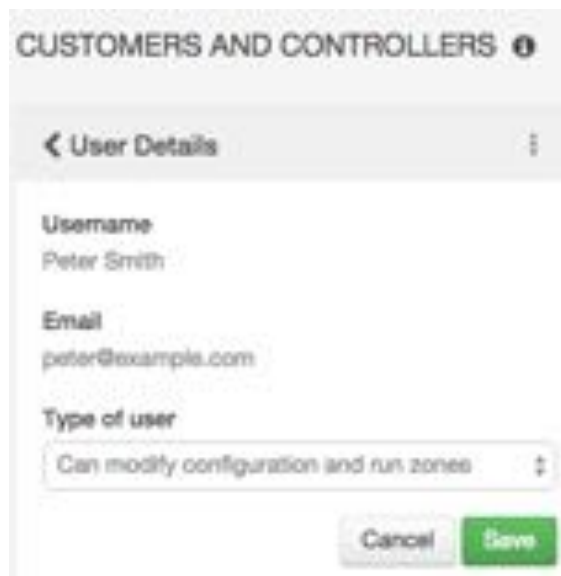 CUSTOMERS AND CONTROLLERS
User Details
Username
Peter Smith
Email
peter@example.com
Type of user
Can modify configuration and run zones
Cancel Save